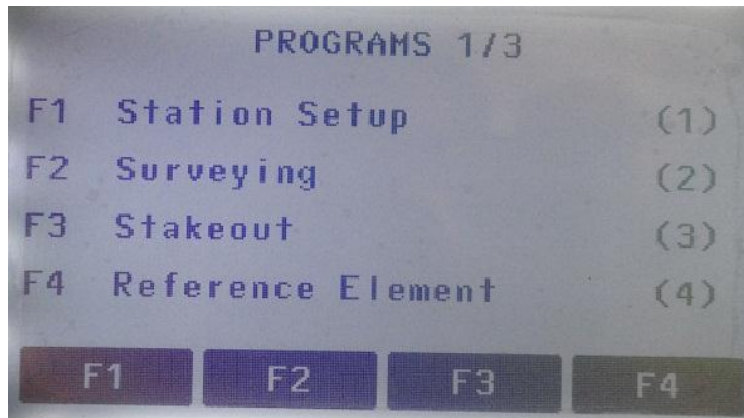 PROGRAMS 1/3
F1 Station Setup (1)
F2 Surveying (2)
F3 Stakeout (3)
F4 Reference Element (4)
F1 F2 F3 F4